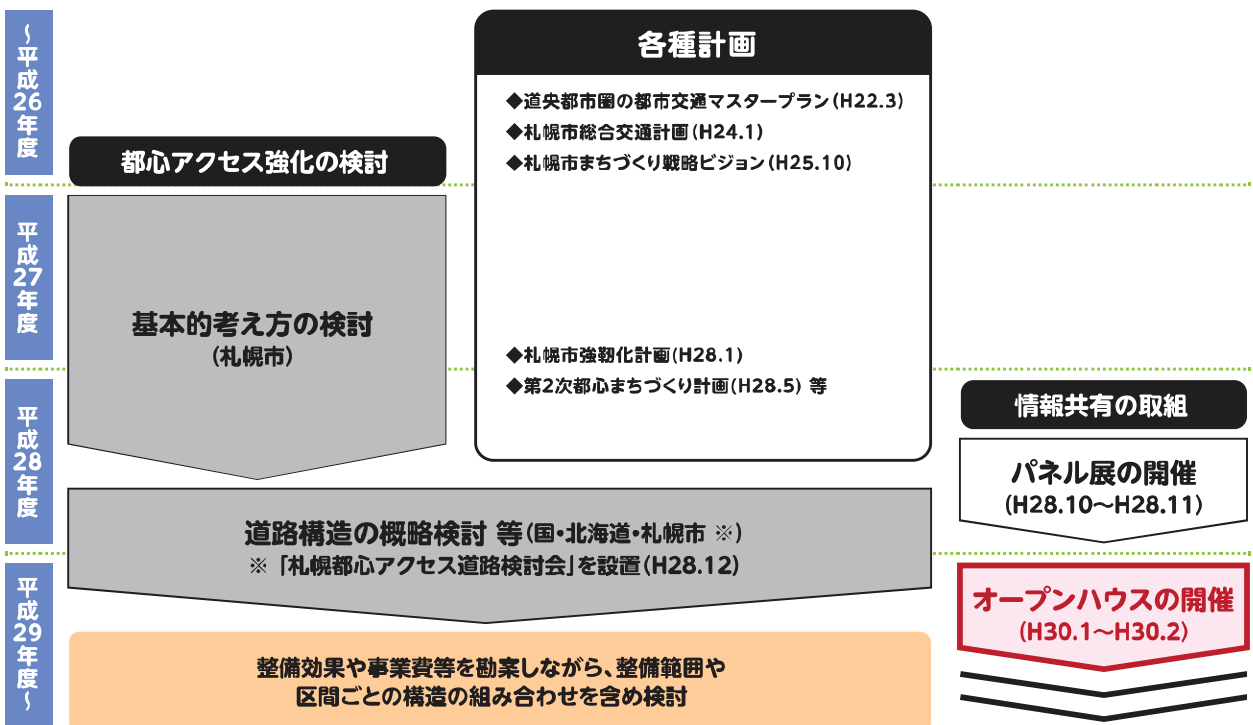 ～平成26年度
平成27年度
平成28年度
平成29年度～
都心アクセス強化の検討
基本的考え方の検討
(札幌市)
各種計画
◆道央都市圏の都市交通マスタープラン(H22.3)
◆札幌市総合交通計画(H24.1)
◆札幌市まちづくり戦略ビジョン(H25.10)
◆札幌市強靱化計画(H28.1)
◆第2次都心まちづくり計画(H28.5) 等
道路構造の概略検討 等(国・北海道・札幌市 ※)
※「札幌都心アクセス道路検討会」を設置(H28.12)
整備効果や事業費等を勘案しながら、整備範囲や
区間ごとの構造の組み合わせを含め検討
情報共有の取組
パネル展の開催
(H28.10～H28.11)
オープンハウスの開催
(H30.1～H30.2)